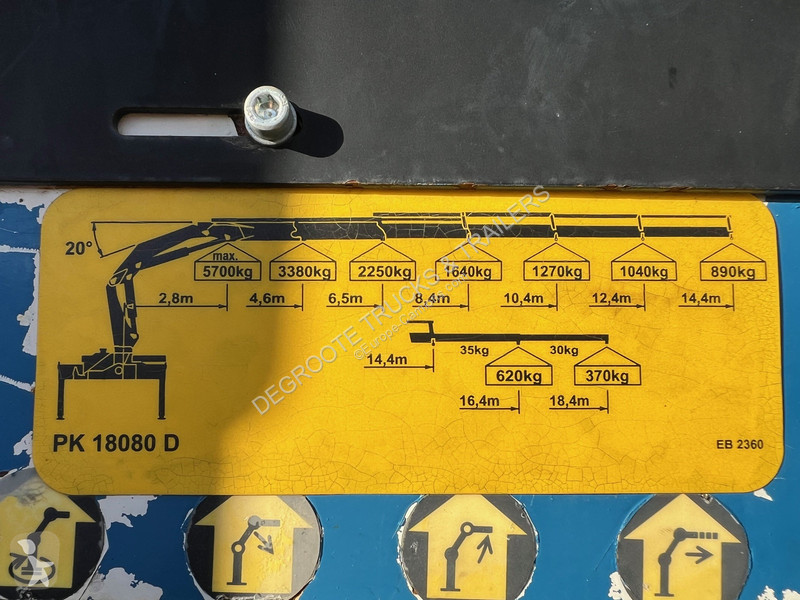 20°
max.
5700kg 3380kg 2250kg 1640kg 1270kg 1040kg 890kg
2,8m 4,6m 6,5m 8,4m 10,4m 12,4m 14,4m
35kg 30kg
14,4m
620kg 370kg
16,4m 18,4m
PK 18080 D
EB 2360
DEGROOTE TRUCKS & TRAILERS